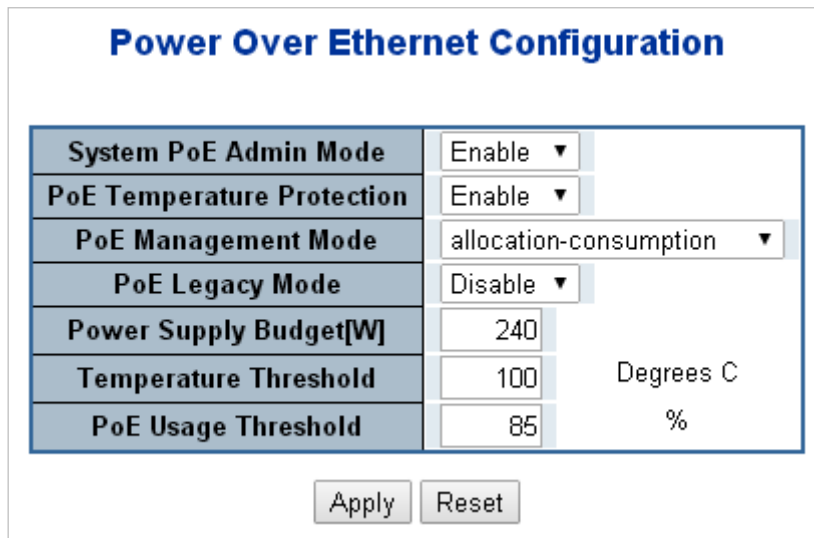 Power Over Ethernet Configuration
System PoE Admin Mode Enable
PoE Temperature Protection Enable
PoE Management Mode allocation-consumption
PoE Legacy Mode Disable
Power Supply Budget[W] 240
Temperature Threshold 100 Degrees C
PoE Usage Threshold 85 %
Apply Reset